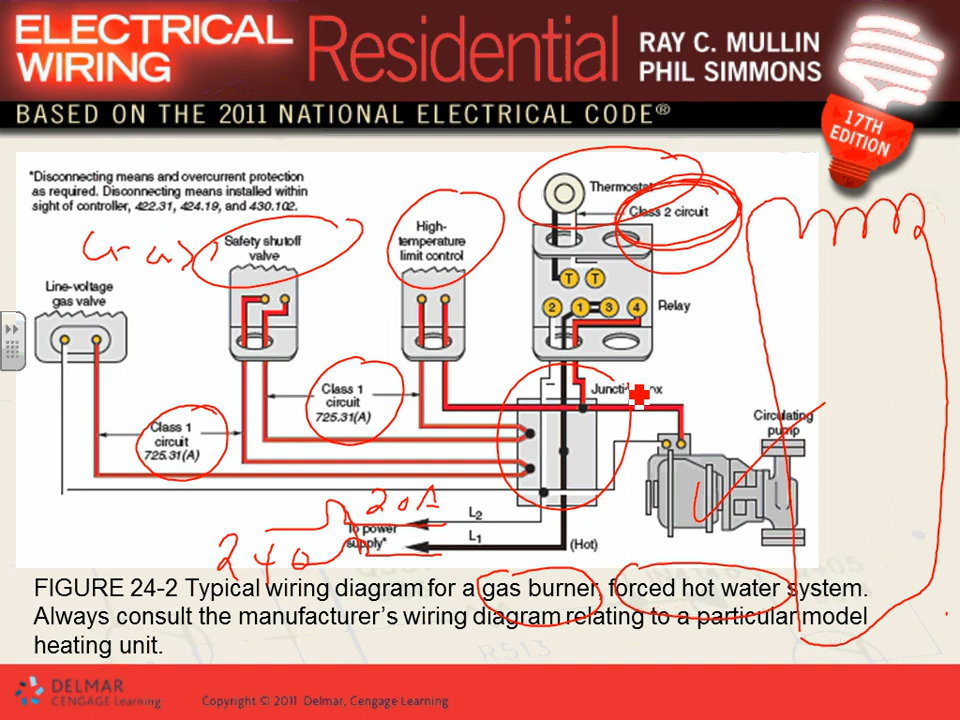 ELECTRICAL
WIRING
Residential
RAY C. MULLIN
PHIL SIMMONS
BASED ON THE 2011 NATIONAL ELECTRICAL CODE®
17TH
EDITION
*Disconnecting means and overcurrent protection
as required. Disconnecting means installed within
sight of controller, 422.31, 424.19, and 430.102.
Thermostat
Class 2 circuit
Safety shutoff
valve
High-
temperature
limit control
Line-voltage
gas valve
T T
2 1 3 4
Relay
Class 1
circuit
725.31(A)
Class 1
circuit
725.31(A)
Circulating
pump
20A
240
L2
L1
To power
supply*
(Hot)
FIGURE 24-2 Typical wiring diagram for a gas burner, forced hot water system.
Always consult the manufacturer's wiring diagram relating to a particular model
heating unit.
R513
DELMAR
CENGAGE Learning
Copyright © 2011 Delmar, Cengage Learning